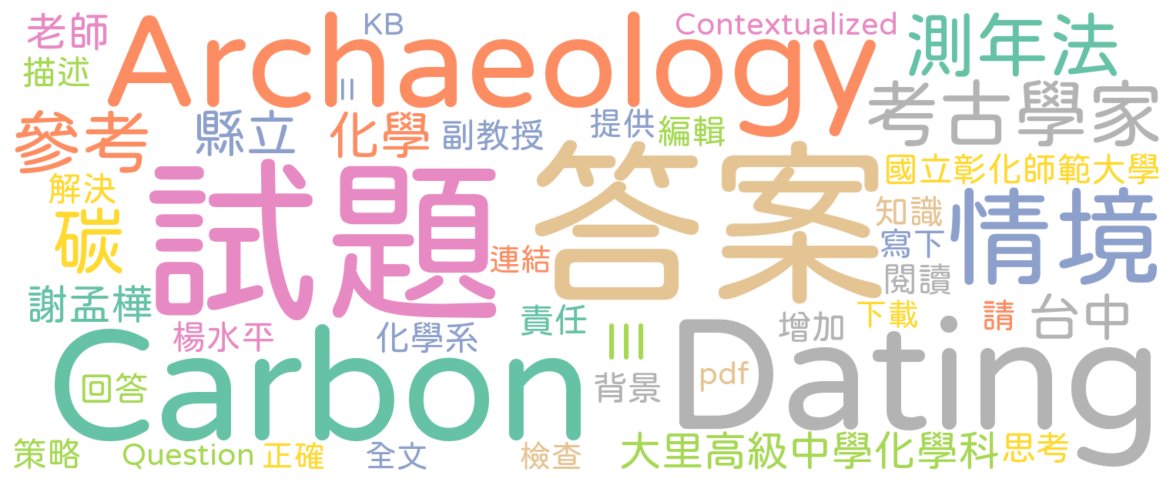 老師
KB
Contextualized
Archaeology
測年法
描述
II
考古學家
參考
縣立
化學
副教授
提供
編輯
國立彰化師範大學
試題
答案
解決
碳
連結
知識
情境
寫下
閱讀
謝孟樺
責任
增加
下載
請
台中
楊水平
化學系
III
Carbon
Dating
回答
背景
pdf
策略
Question
正確
全文
檢查
大里高級中學化學科
思考